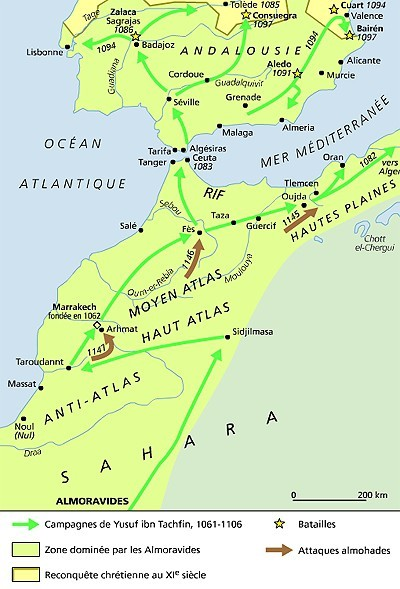 Tage
Zalaca
Sagrajas
1086
Tolède 1085
Consuegra
1097
Cuart 1094
Valence
Bairén
1097
Lisbonne
1094
Badajoz
ANDALOUSIE
1094
Guadiana
Aledo
1091
Alicante
Murcie
Cordoue
Guadalquivir
Séville
Grenade
Almeria
Malaga
MER MÉDITERRANÉE
OCÉAN
ATLANTIQUE
Tarifa
Algésiras
Tanger
Ceuta
1083
Oran
1082
vers
Alger
RIF
Tlemcen
Oujda
1145
HAUTES PLAINES
Sebou
Salé
Fès
Taza
Guercif
Chott
el-Chergui
1146
Oum-er-Rebia
Moulouya
MOYEN ATLAS
Marrakech
fondée en 1062
Arhmat
HAUT ATLAS
1141
Sidjilmasa
Taroudannt
Massat
ANTI-ATLAS
Noul
(Nul)
Drâa
SAHARA
ALMORAVIDES
0 200 km
Campagnes de Yusuf ibn Tachfin, 1061-1106
Batailles
Zone dominée par les Almoravides
Attaques almohades
Reconquête chrétienne au XIe siècle